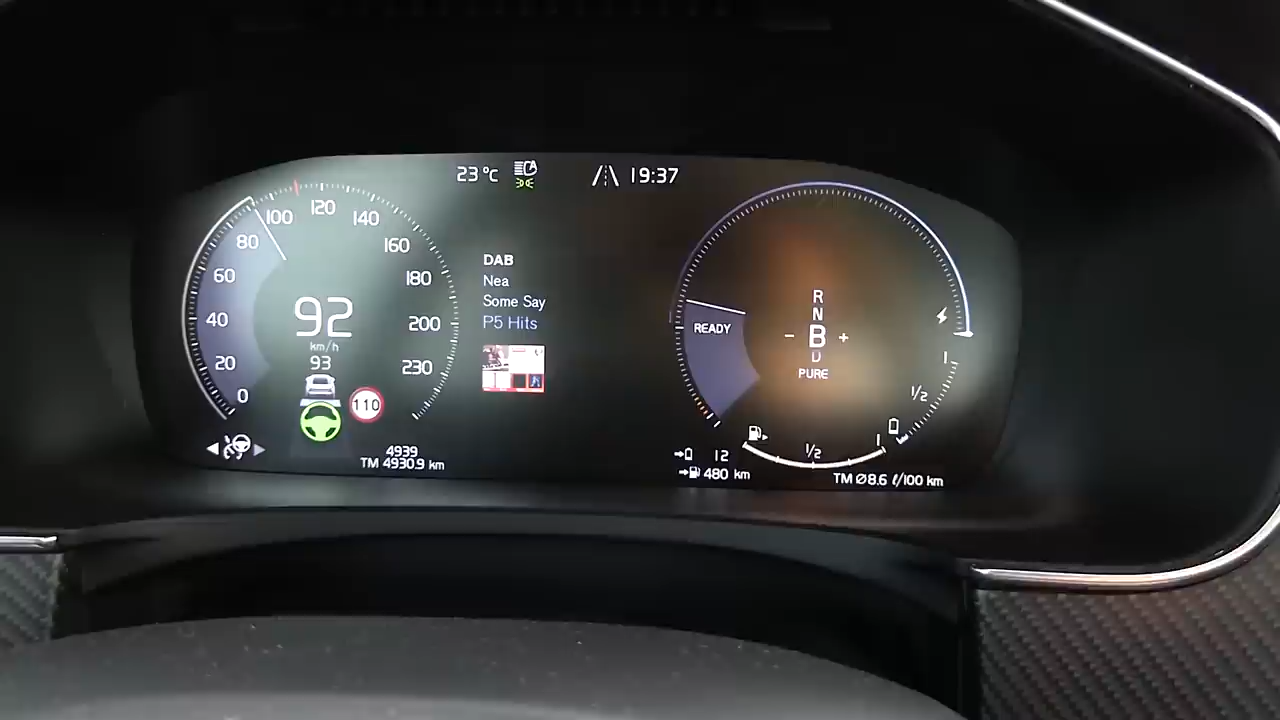 23 °C
19:37
0
20
40
60
80
100
120
140
160
180
200
230
92
km/h
93
110
4939
TM 4930.9 km
DAB
Nea
Some Say
P5 Hits
READY
R
N
- B +
D
PURE
1
1/2
1/2
1
12
480 km
TM Ø8.6 ℓ/100 km